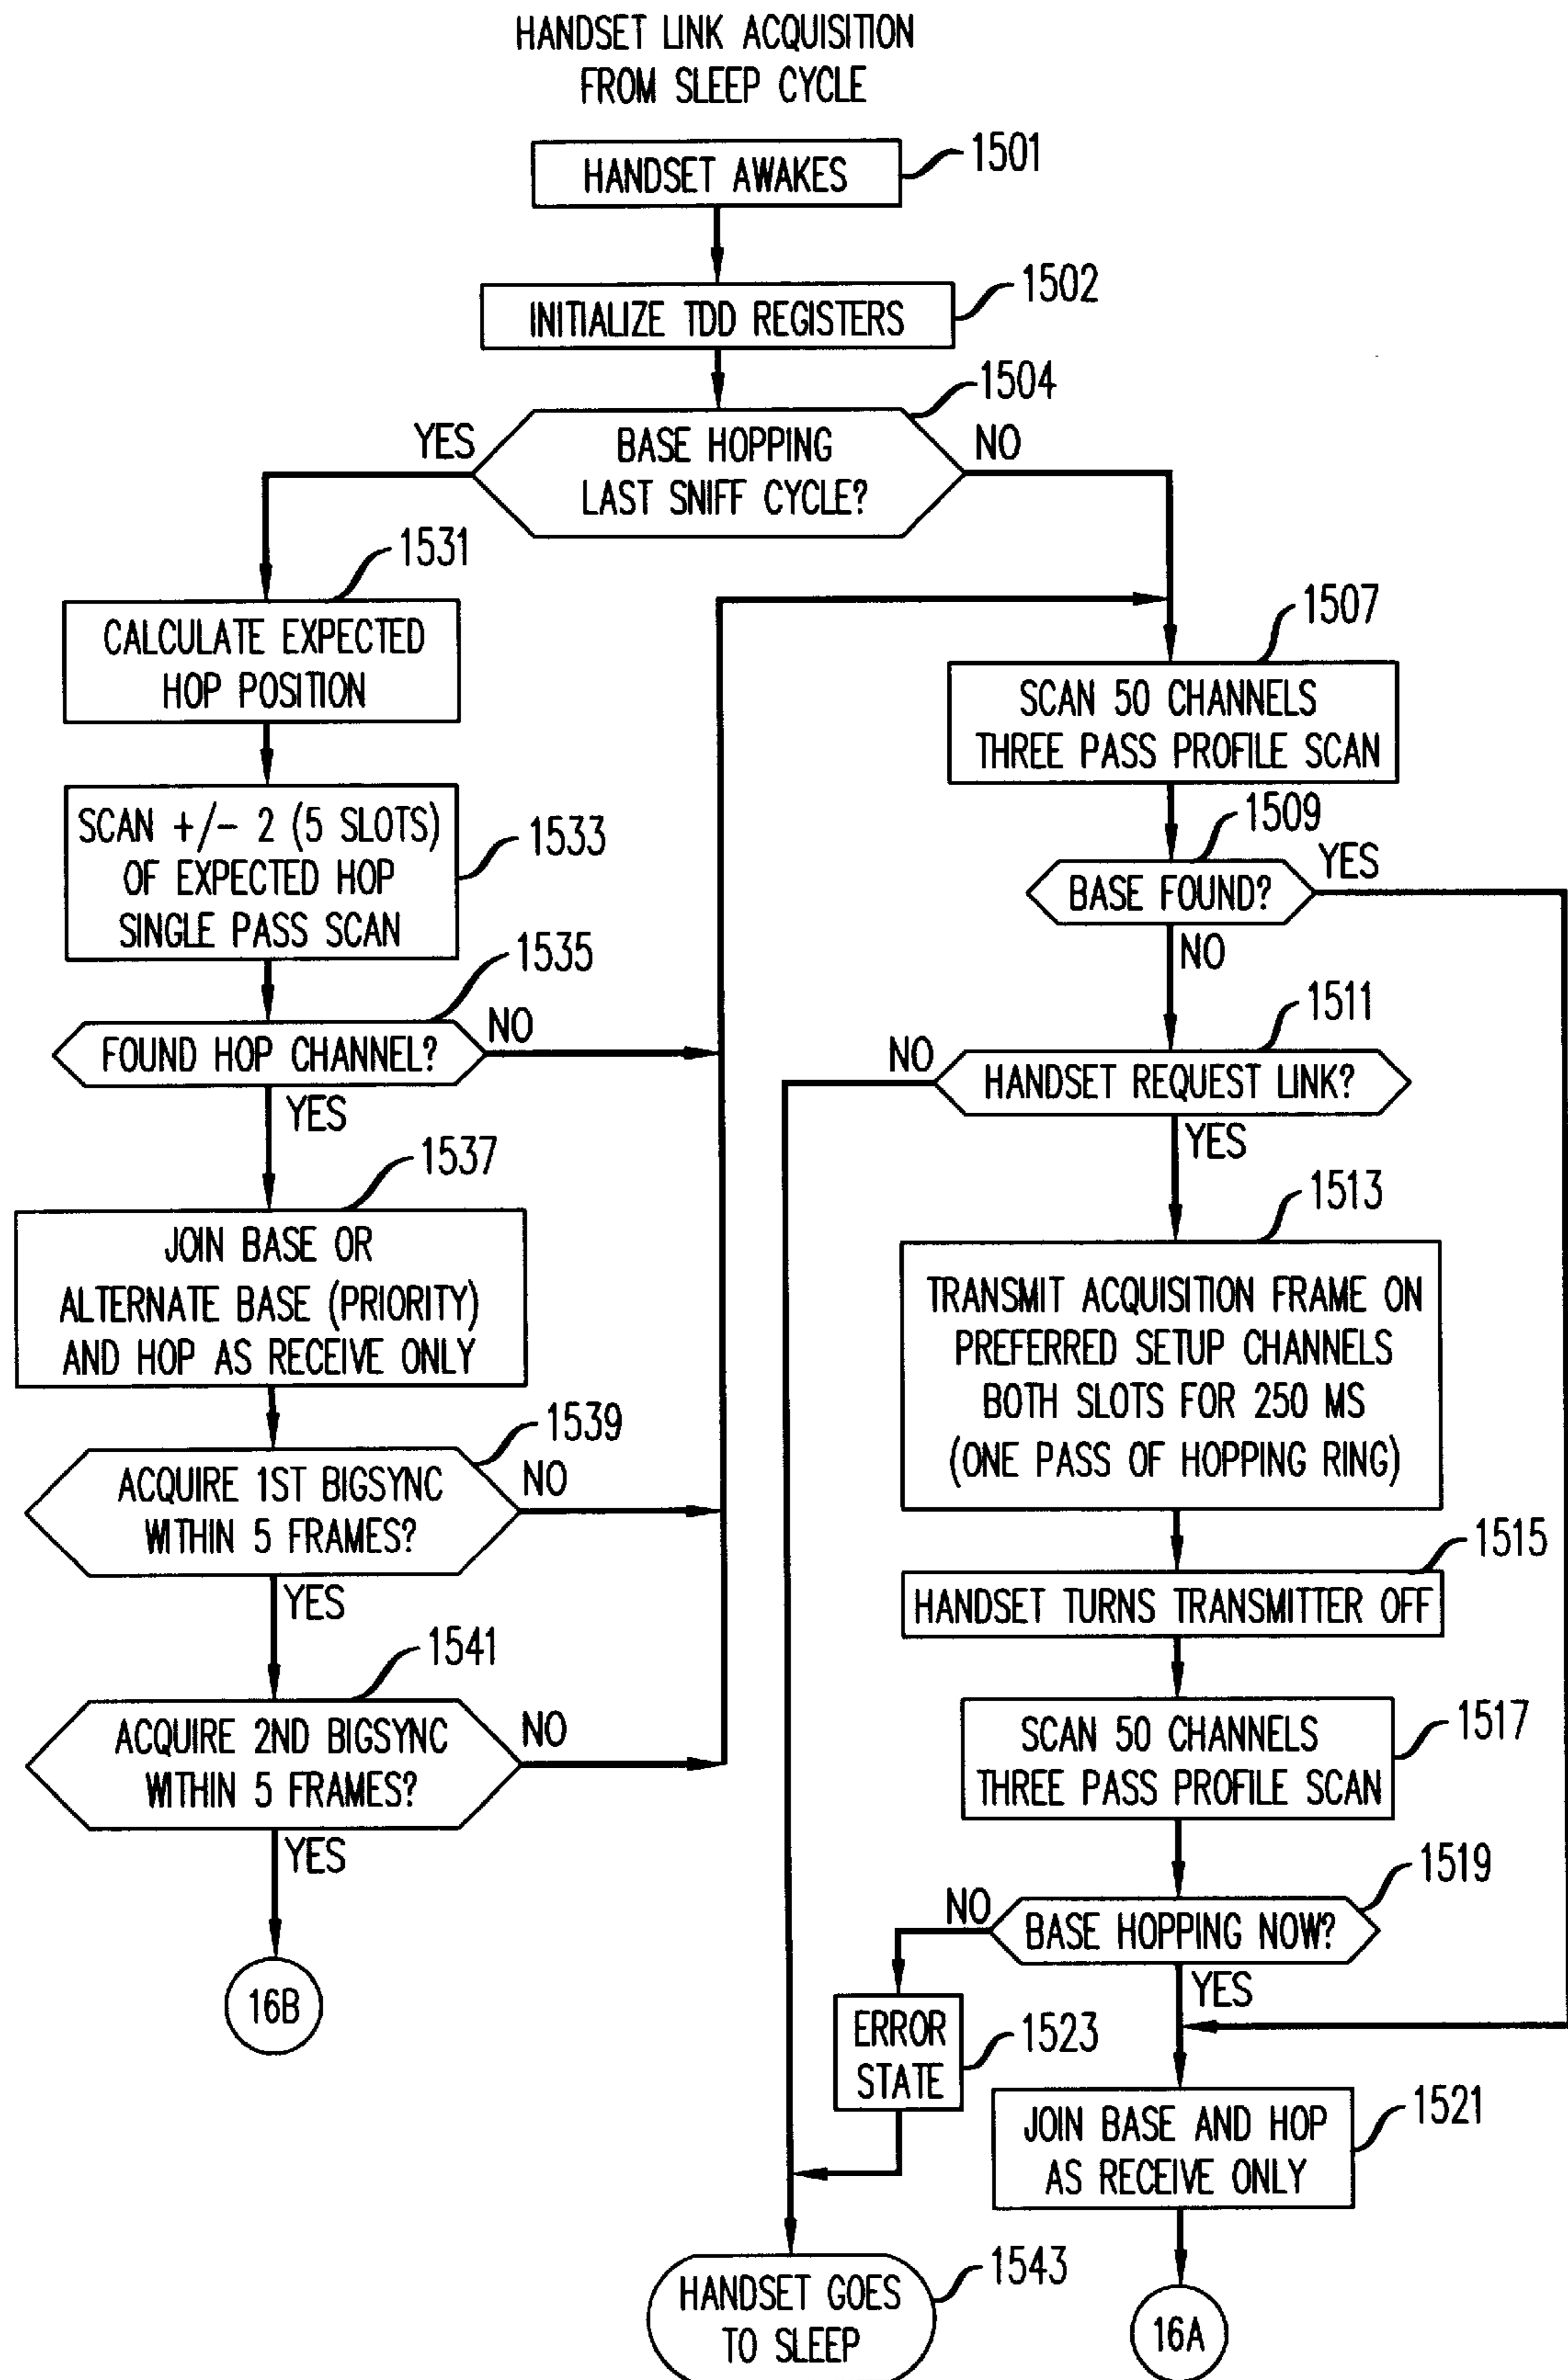 HANDSET LINK ACQUISITION
FROM SLEEP CYCLE
HANDSET AWAKES
1501
INITIALIZE TDD REGISTERS
1502
1504
YES
BASE HOPPING
LAST SNIFF CYCLE?
NO
1531
CALCULATE EXPECTED
HOP POSITION
SCAN +/- 2 (5 SLOTS)
OF EXPECTED HOP
SINGLE PASS SCAN
1533
1535
FOUND HOP CHANNEL?
NO
YES
1537
JOIN BASE OR
ALTERNATE BASE (PRIORITY)
AND HOP AS RECEIVE ONLY
1539
ACQUIRE 1ST BIGSYNC
WITHIN 5 FRAMES?
NO
YES
1541
ACQUIRE 2ND BIGSYNC
WITHIN 5 FRAMES?
NO
YES
16B
1507
SCAN 50 CHANNELS
THREE PASS PROFILE SCAN
1509
BASE FOUND?
YES
NO
1511
NO
HANDSET REQUEST LINK?
YES
1513
TRANSMIT ACQUISITION FRAME ON
PREFERRED SETUP CHANNELS
BOTH SLOTS FOR 250 MS
(ONE PASS OF HOPPING RING)
1515
HANDSET TURNS TRANSMITTER OFF
SCAN 50 CHANNELS
THREE PASS PROFILE SCAN
1517
1519
NO
BASE HOPPING NOW?
YES
ERROR
STATE
1523
JOIN BASE AND HOP
AS RECEIVE ONLY
1521
HANDSET GOES
TO SLEEP
1543
16A